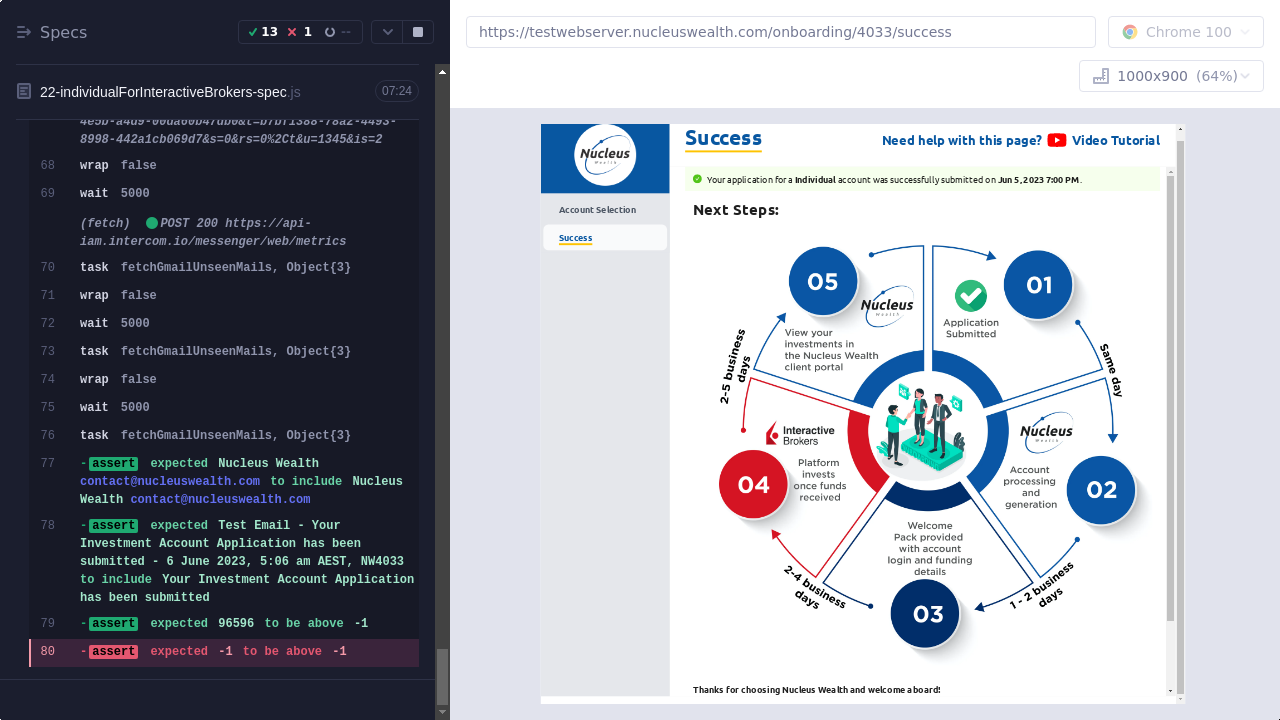 Specs
13
1
--
22-individualForInteractiveBrokers-spec.js
07:24
8998-442a1cb069d7&s=0&rs=0%2Ct&u=1345&is=2
68 wrap false
69 wait 5000
(fetch) POST 200 https://api-
iam.intercom.io/messenger/web/metrics
70 task fetchGmailUnseenMails, Object{3}
71 wrap false
72 wait 5000
73 task fetchGmailUnseenMails, Object{3}
74 wrap false
75 wait 5000
76 task fetchGmailUnseenMails, Object{3}
77 -assert expected Nucleus Wealth
contact@nucleuswealth.com to include Nucleus
Wealth contact@nucleuswealth.com
78 -assert expected Test Email - Your
Investment Account Application has been
submitted - 6 June 2023, 5:06 am AEST, NW4033
to include Your Investment Account Application
has been submitted
79 -assert expected 96596 to be above -1
80 -assert expected -1 to be above -1
https://testwebserver.nucleuswealth.com/onboarding/4033/success
Chrome 100
1000x900 (64%)
Nucleus
Wealth
Account Selection
Success
Success
Need help with this page? Video Tutorial
Your application for a Individual account was successfully submitted on Jun 5, 2023 7:00 PM.
Next Steps:
01
Application
Submitted
Same day
02
Nucleus
Wealth
Account
processing
and
generation
1 - 2 business
days
03
Welcome
Pack provided
with account
login and funding
details
2-4 business
days
04
Interactive
Brokers
Platform
invests
once funds
received
2-5 business
days
05
Nucleus
Wealth
View your
investments in
the Nucleus Wealth
client portal
Thanks for choosing Nucleus Wealth and welcome aboard!